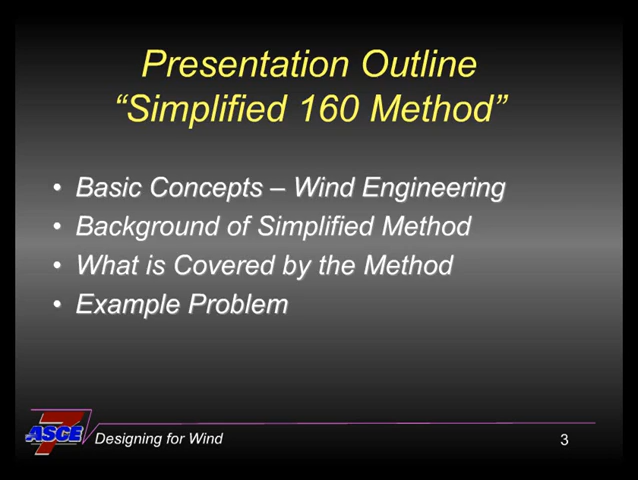 Presentation Outline
“Simplified 160 Method”
• Basic Concepts – Wind Engineering
• Background of Simplified Method
• What is Covered by the Method
• Example Problem
7
ASCE
Designing for Wind
3